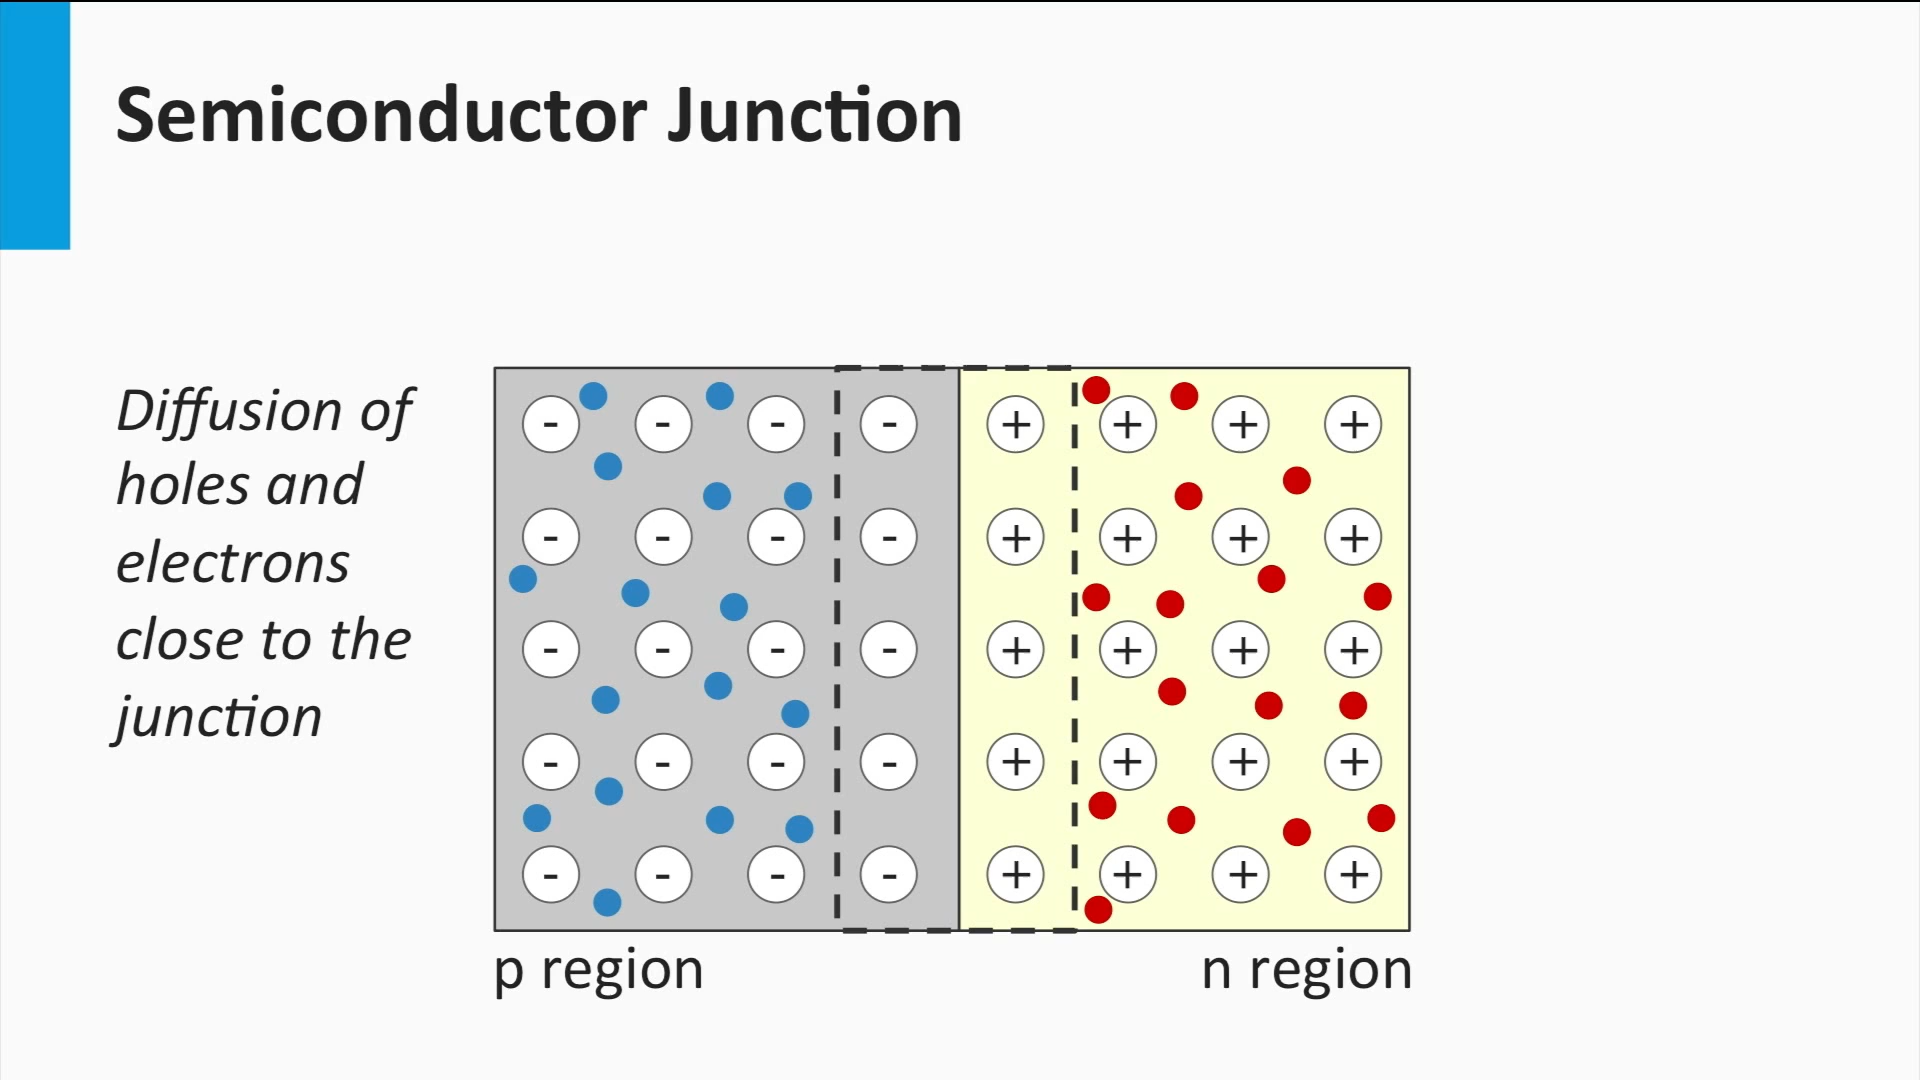 Semiconductor Junction
Diffusion of
holes and
electrons
close to the
junction
- - - - + + + +
- - - - + + + +
- - - - + + + +
- - - - + + + +
- - - - + + + +
p region
n region